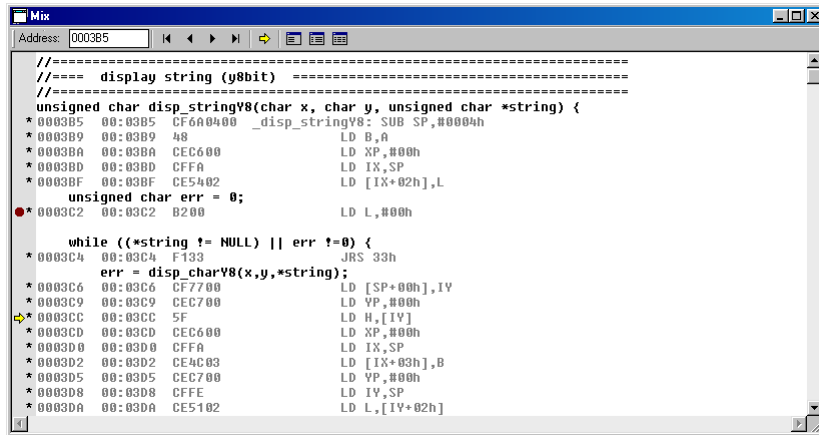 Mix
Address: 0003B5
//========================================================================
//==== display string (y8bit) ==========================================
//========================================================================
unsigned char disp_stringY8(char x, char y, unsigned char *string) {
* 0003B5 00:03B5 CF6A0400 _disp_stringY8: SUB SP,#0004h
* 0003B9 00:03B9 48 LD B,A
* 0003BA 00:03BA CEC600 LD XP,#00h
* 0003BD 00:03BD CFFA LD IX,SP
* 0003BF 00:03BF CE5402 LD [IX+02h],L
unsigned char err = 0;
* 0003C2 00:03C2 B200 LD L,#00h
while ((*string != NULL) || err !=0) {
* 0003C4 00:03C4 F133 JRS 33h
err = disp_charY8(x,y,*string);
* 0003C6 00:03C6 CF7700 LD [SP+00h],IY
* 0003C9 00:03C9 CEC700 LD YP,#00h
* 0003CC 00:03CC 5F LD H,[IY]
* 0003CD 00:03CD CEC600 LD XP,#00h
* 0003D0 00:03D0 CFFA LD IX,SP
* 0003D2 00:03D2 CE4C03 LD [IX+03h],B
* 0003D5 00:03D5 CEC700 LD YP,#00h
* 0003D8 00:03D8 CFFE LD IY,SP
* 0003DA 00:03DA CE5102 LD L,[IY+02h]